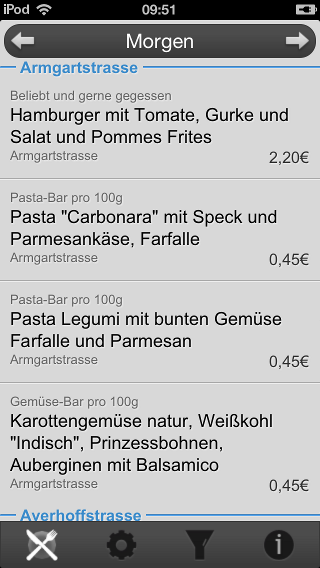 iPod 09:51
Morgen
Armgartstrasse
Beliebt und gerne gegessen
Hamburger mit Tomate, Gurke und
Salat und Pommes Frites
Armgartstrasse 2,20€
Pasta-Bar pro 100g
Pasta "Carbonara" mit Speck und
Parmesankäse, Farfalle
Armgartstrasse 0,45€
Pasta-Bar pro 100g
Pasta Legumi mit bunten Gemüse
Farfalle und Parmesan
Armgartstrasse 0,45€
Gemüse-Bar pro 100g
Karottengemüse natur, Weißkohl
"Indisch", Prinzessbohnen,
Auberginen mit Balsamico
Armgartstrasse 0,45€
Averhoffstrasse